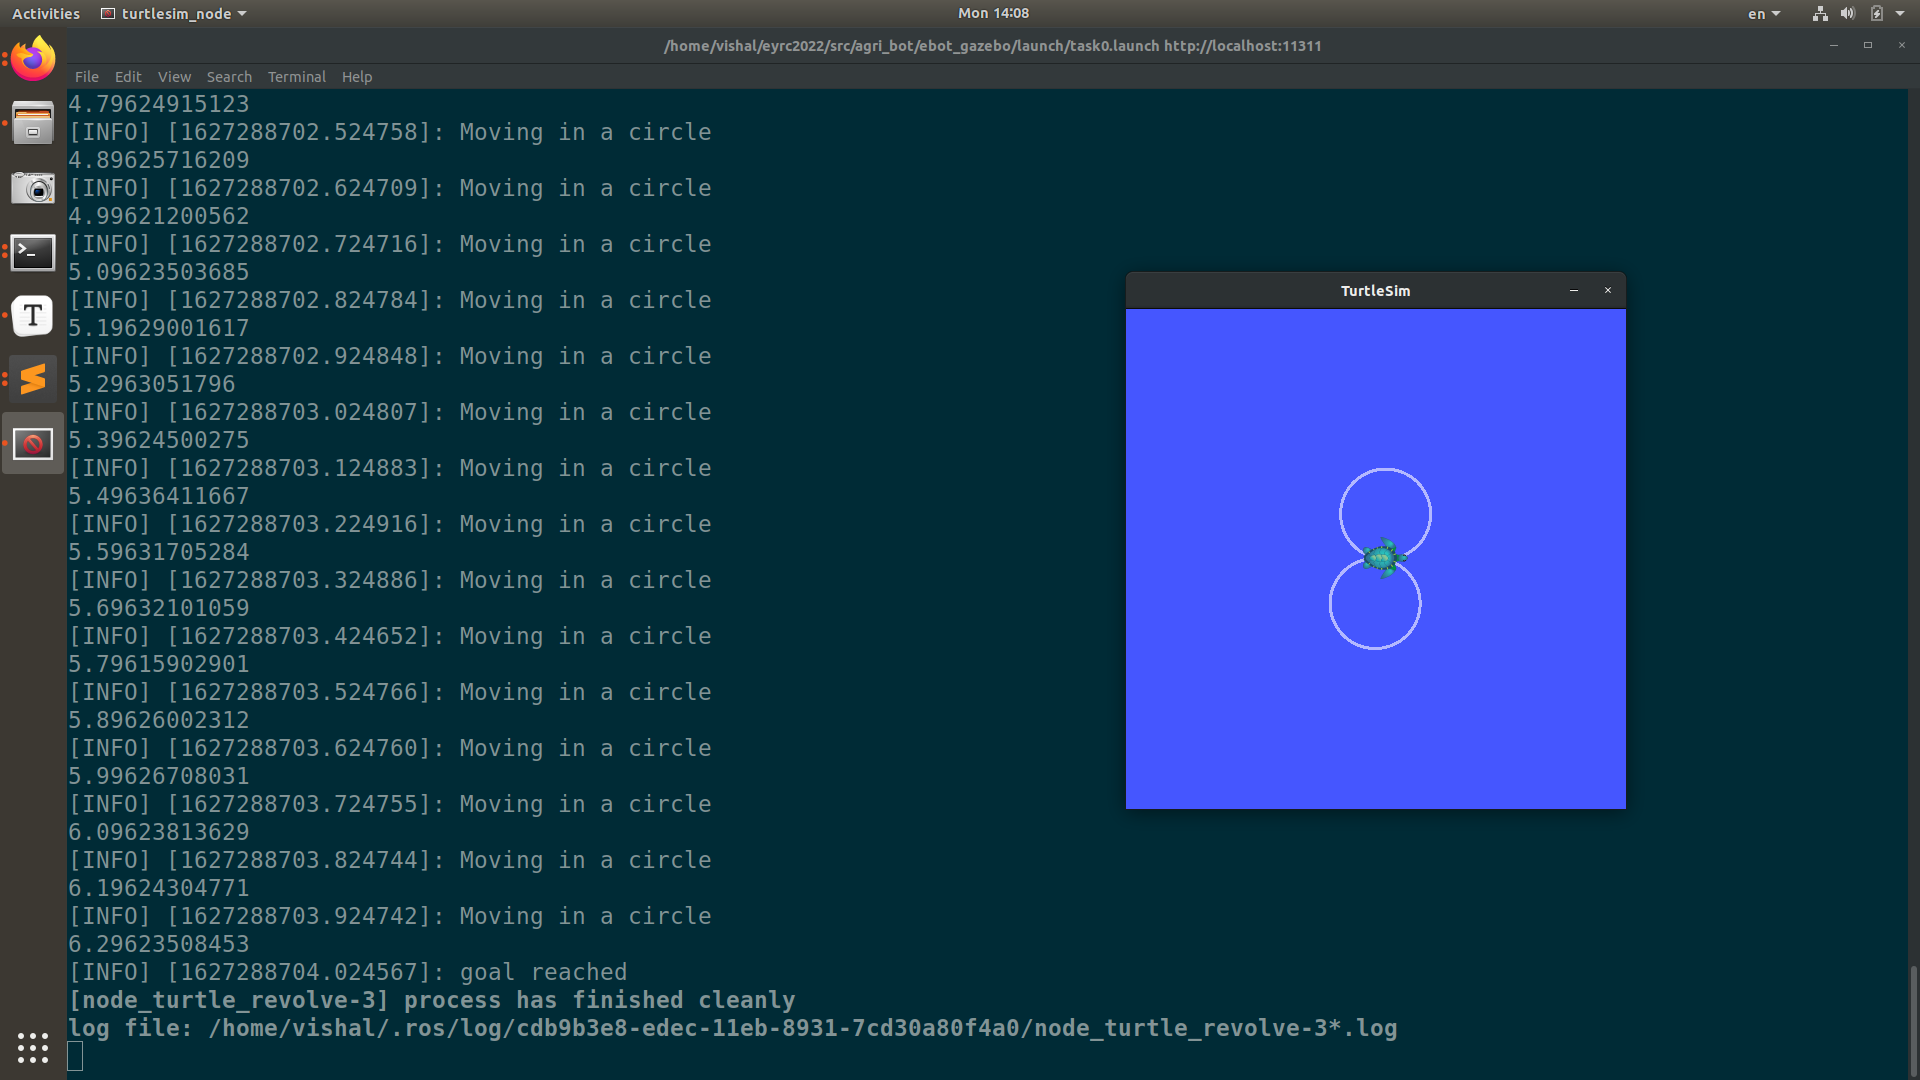 Activities
turtlesim_node
Mon 14:08
en
/home/vishal/eyrc2022/src/agri_bot/ebot_gazebo/launch/task0.launch http://localhost:11311
File Edit View Search Terminal Help
4.79624915123
[INFO] [1627288702.524758]: Moving in a circle
4.89625716209
[INFO] [1627288702.624709]: Moving in a circle
4.99621200562
[INFO] [1627288702.724716]: Moving in a circle
5.09623503685
[INFO] [1627288702.824784]: Moving in a circle
5.19629001617
[INFO] [1627288702.924848]: Moving in a circle
5.2963051796
[INFO] [1627288703.024807]: Moving in a circle
5.39624500275
[INFO] [1627288703.124883]: Moving in a circle
5.49636411667
[INFO] [1627288703.224916]: Moving in a circle
5.59631705284
[INFO] [1627288703.324886]: Moving in a circle
5.69632101059
[INFO] [1627288703.424652]: Moving in a circle
5.79615902901
[INFO] [1627288703.524766]: Moving in a circle
5.89626002312
[INFO] [1627288703.624760]: Moving in a circle
5.99626708031
[INFO] [1627288703.724755]: Moving in a circle
6.09623813629
[INFO] [1627288703.824744]: Moving in a circle
6.19624304771
[INFO] [1627288703.924742]: Moving in a circle
6.29623508453
[INFO] [1627288704.024567]: goal reached
[node_turtle_revolve-3] process has finished cleanly
log file: /home/vishal/.ros/log/cdb9b3e8-edec-11eb-8931-7cd30a80f4a0/node_turtle_revolve-3*.log
TurtleSim